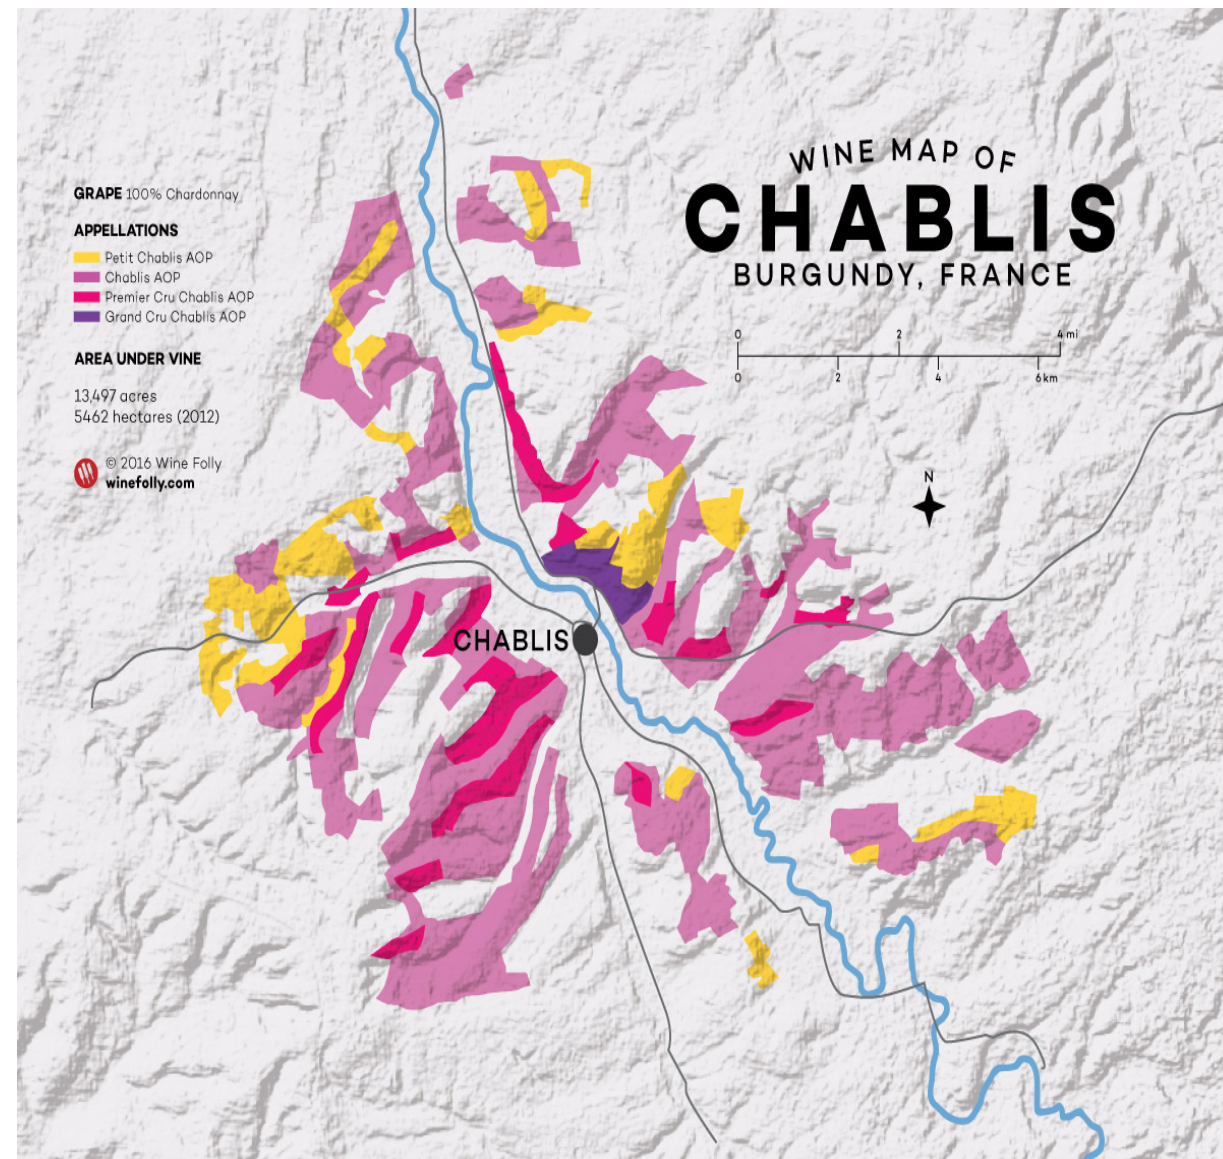 WINE MAP OF
CHABLIS
BURGUNDY, FRANCE
GRAPE 100% Chardonnay
APPELLATIONS
Petit Chablis AOP
Chablis AOP
Premier Cru Chablis AOP
Grand Cru Chablis AOP
AREA UNDER VINE
13,497 acres
5462 hectares (2012)
© 2016 Wine Folly
winefolly.com
0 2 4 mi
0 2 4 6 km
N
CHABLIS